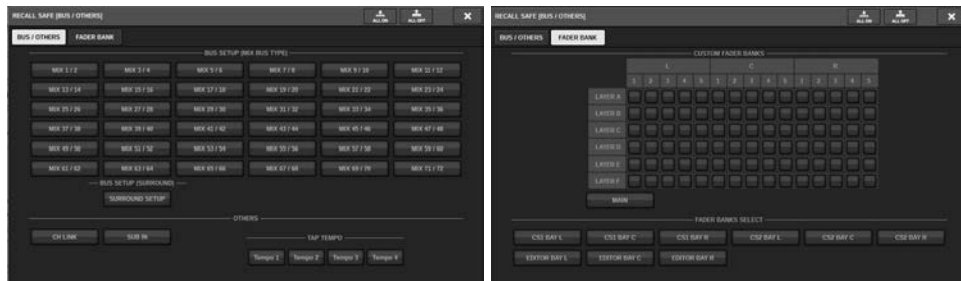 RECALL SAFE [BUS / OTHERS]
ALL ON ALL OFF
BUS / OTHERS FADER BANK
BUS SETUP [MIX BUS TYPE]
MIX 1 / 2 MIX 3 / 4 MIX 5 / 6 MIX 7 / 8 MIX 9 / 10 MIX 11 / 12
MIX 13 / 14 MIX 15 / 16 MIX 17 / 18 MIX 19 / 20 MIX 21 / 22 MIX 23 / 24
MIX 25 / 26 MIX 27 / 28 MIX 29 / 30 MIX 31 / 32 MIX 33 / 34 MIX 35 / 36
MIX 37 / 38 MIX 39 / 40 MIX 41 / 42 MIX 43 / 44 MIX 45 / 46 MIX 47 / 48
MIX 49 / 50 MIX 51 / 52 MIX 53 / 54 MIX 55 / 56 MIX 57 / 58 MIX 59 / 60
MIX 61 / 62 MIX 63 / 64 MIX 65 / 66 MIX 67 / 68 MIX 69 / 70 MIX 71 / 72
BUS SETUP (SURROUND)
SURROUND SETUP
OTHERS
CH LINK SUB IN
TAP TEMPO
Tempo 1 Tempo 2 Tempo 3 Tempo 4
RECALL SAFE [BUS / OTHERS]
ALL ON ALL OFF
BUS / OTHERS FADER BANK
CUSTOM FADER BANKS
L C R
1 2 3 4 5 1 2 3 4 5 1 2 3 4 5
LAYER A
LAYER B
LAYER C
LAYER D
LAYER E
LAYER F
MAIN
FADER BANKS SELECT
CS1 BAY L CS1 BAY C CS1 BAY R CS2 BAY L CS2 BAY C CS2 BAY R
EDITOR BAY L EDITOR BAY C EDITOR BAY R